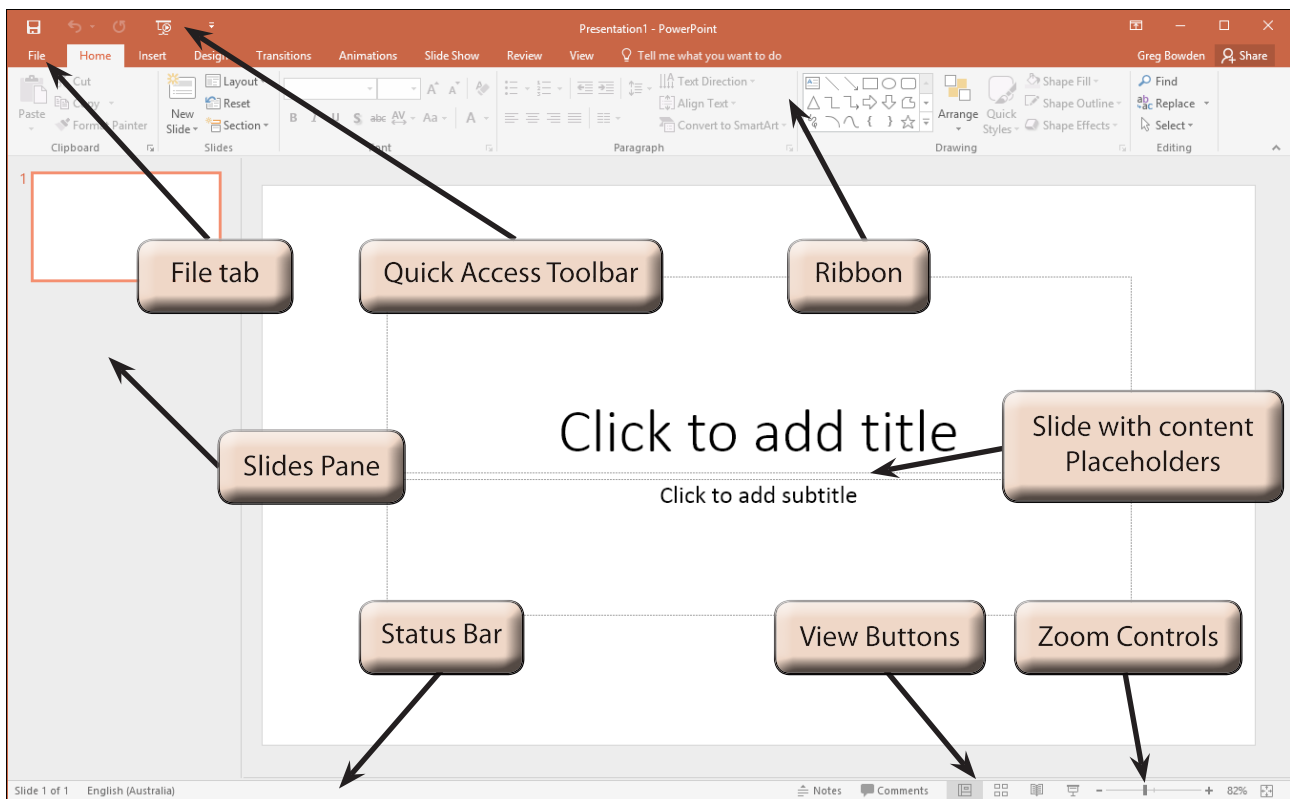 Presentation1 - PowerPoint
File Home Insert Design Transitions Animations Slide Show Review View Tell me what you want to do Greg Bowden Share
Cut Layout Text Direction Shape Fill Find
Copy Reset Align Text Shape Outline Replace
Paste Format Painter New Slide Section B I U S abc AV Aa A Convert to SmartArt Arrange Quick Styles Shape Effects Select
Clipboard Slides Font Paragraph Drawing Editing
1
File tab Quick Access Toolbar Ribbon
Click to add title
Slide with content
Placeholders
Slides Pane
Click to add subtitle
Status Bar View Buttons Zoom Controls
Slide 1 of 1 English (Australia) Notes Comments 82%